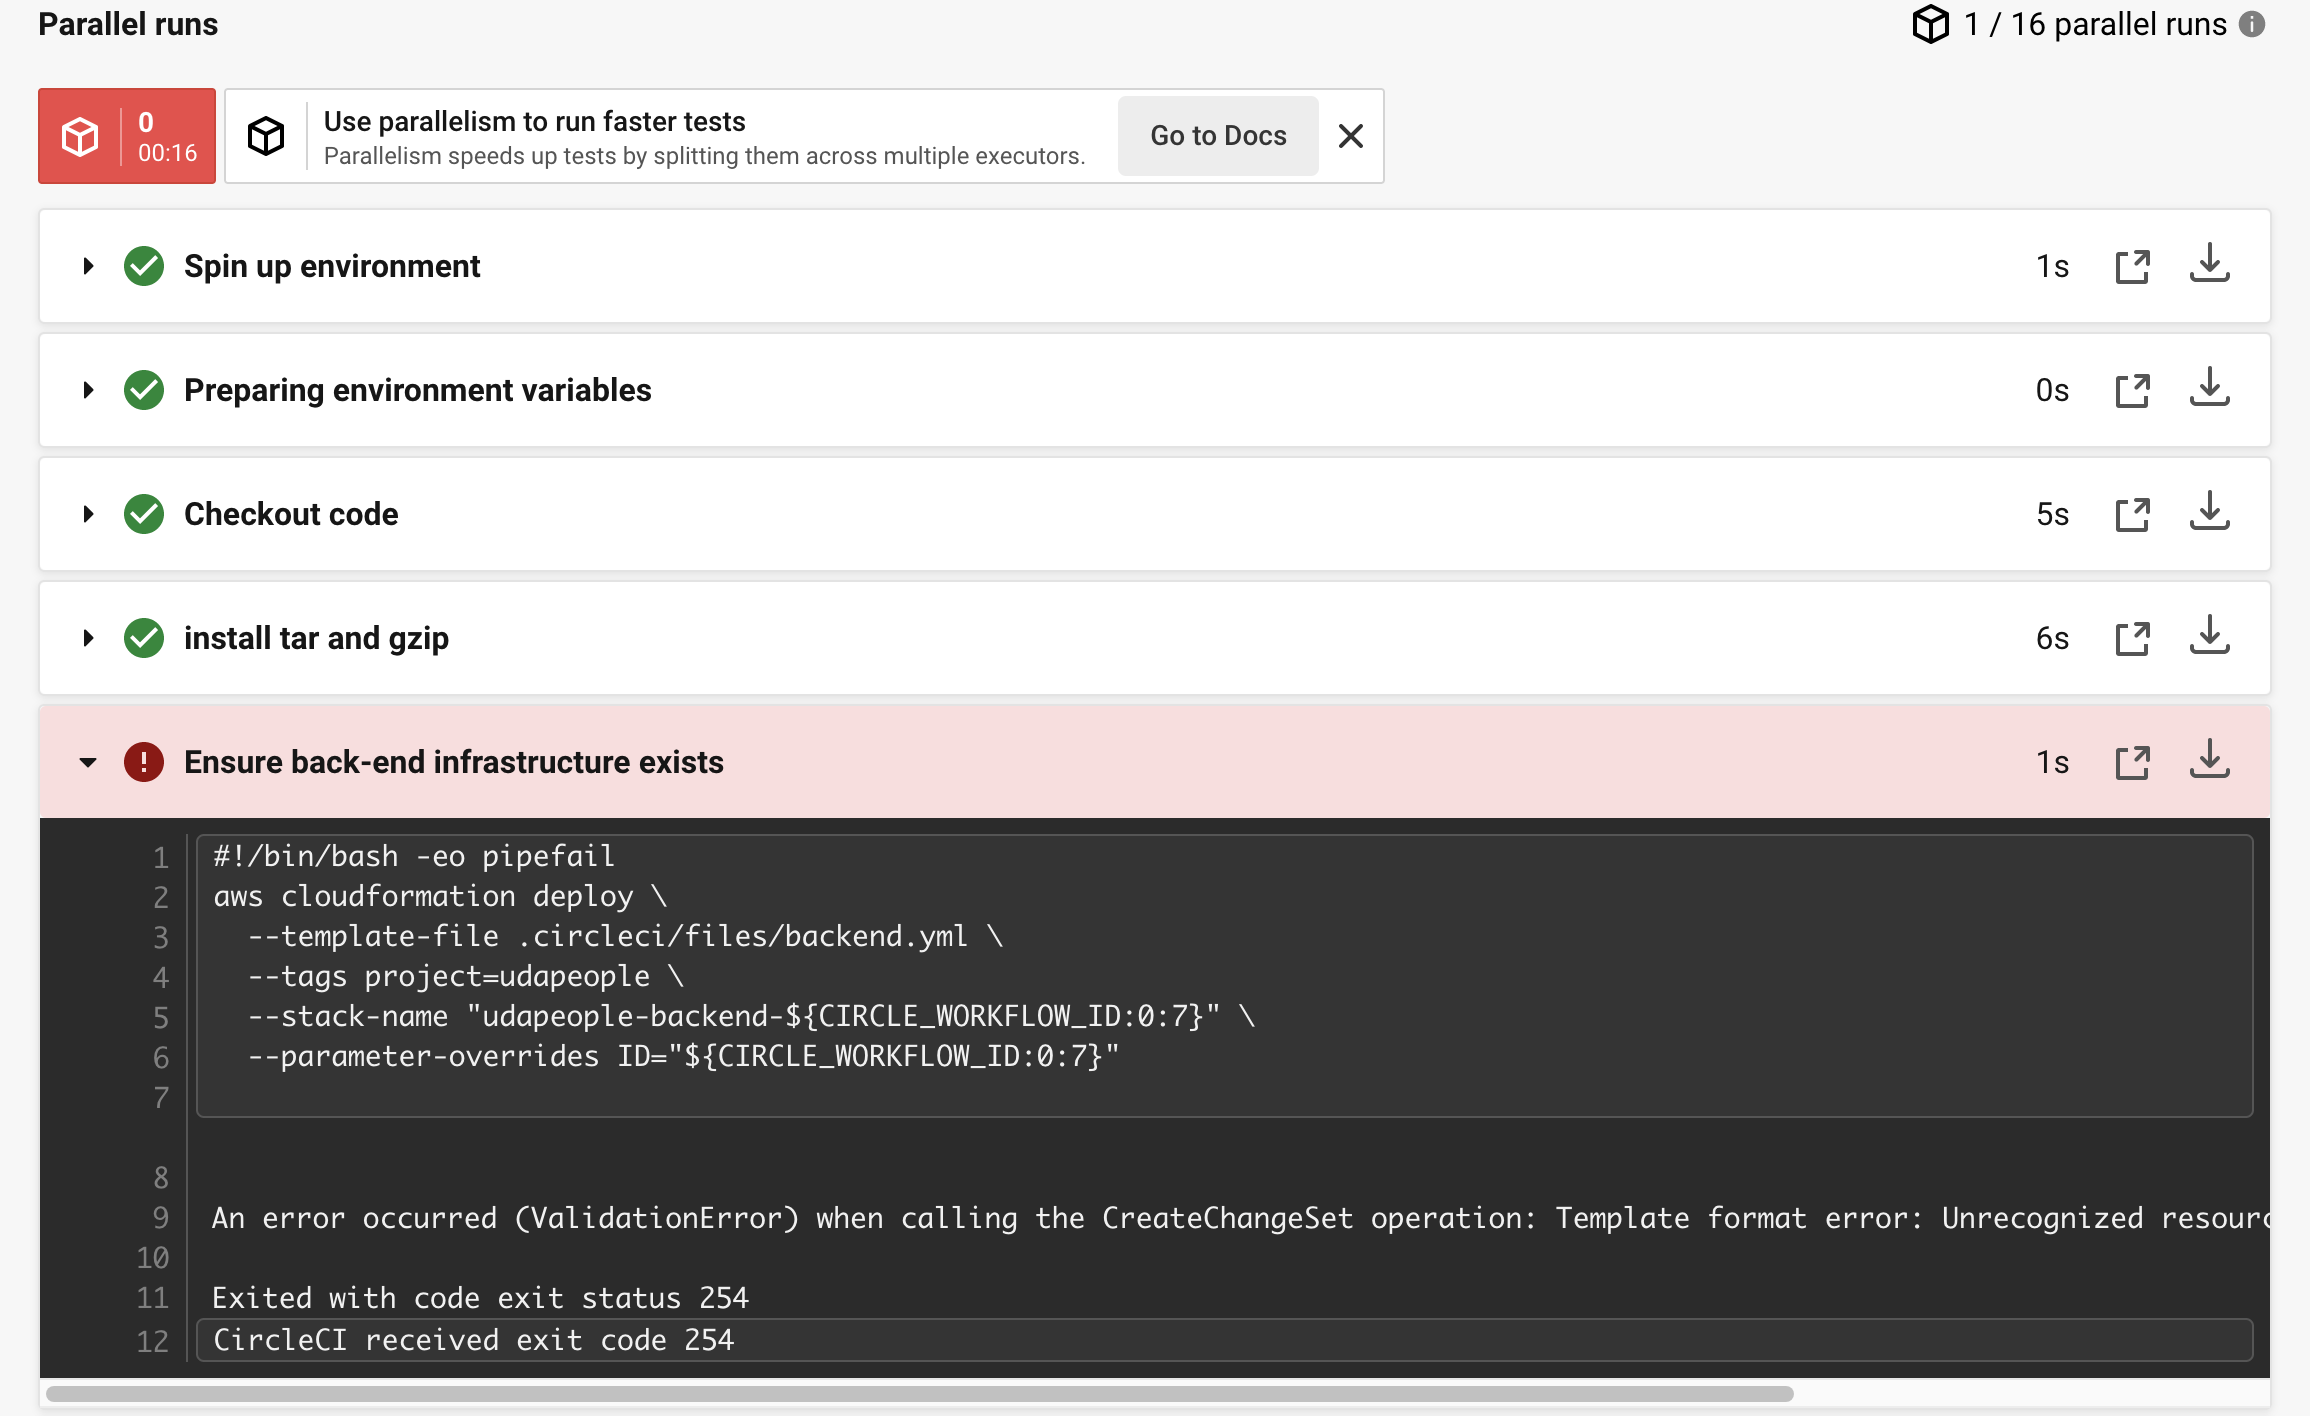 Parallel runs
1 / 16 parallel runs
0
00:16
Use parallelism to run faster tests
Parallelism speeds up tests by splitting them across multiple executors.
Go to Docs
Spin up environment
1s
Preparing environment variables
0s
Checkout code
5s
install tar and gzip
6s
Ensure back-end infrastructure exists
1s
1 #!/bin/bash -eo pipefail
2 aws cloudformation deploy \
3   --template-file .circleci/files/backend.yml \
4   --tags project=udapeople \
5   --stack-name "udapeople-backend-${CIRCLE_WORKFLOW_ID:0:7}" \
6   --parameter-overrides ID="${CIRCLE_WORKFLOW_ID:0:7}"
7
8
9 An error occurred (ValidationError) when calling the CreateChangeSet operation: Template format error: Unrecognized resourc
10
11 Exited with code exit status 254
12 CircleCI received exit code 254